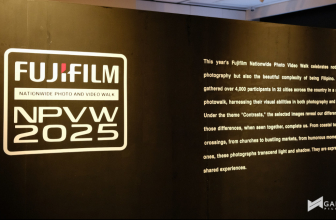 FUJIFILM
NATIONWIDE PHOTO AND VIDEO WALK
NPVW
2025
This year's Fujifilm Nationwide Photo Video Walk celebrates not
photography but also the beautiful complexity of being Filipino.
gathered over 4,000 participants in 32 cities across the country in a
photowalk, harnessing their visual abilities in both photography and
Under the theme "Contrasts," the selected images reveal our different
those differences, when seen together, complete us. From coastal
crossings, from churches to bustling markets, from humorous momen
ones, these photographs transcend light and shadow. They are expre
shared experiences.